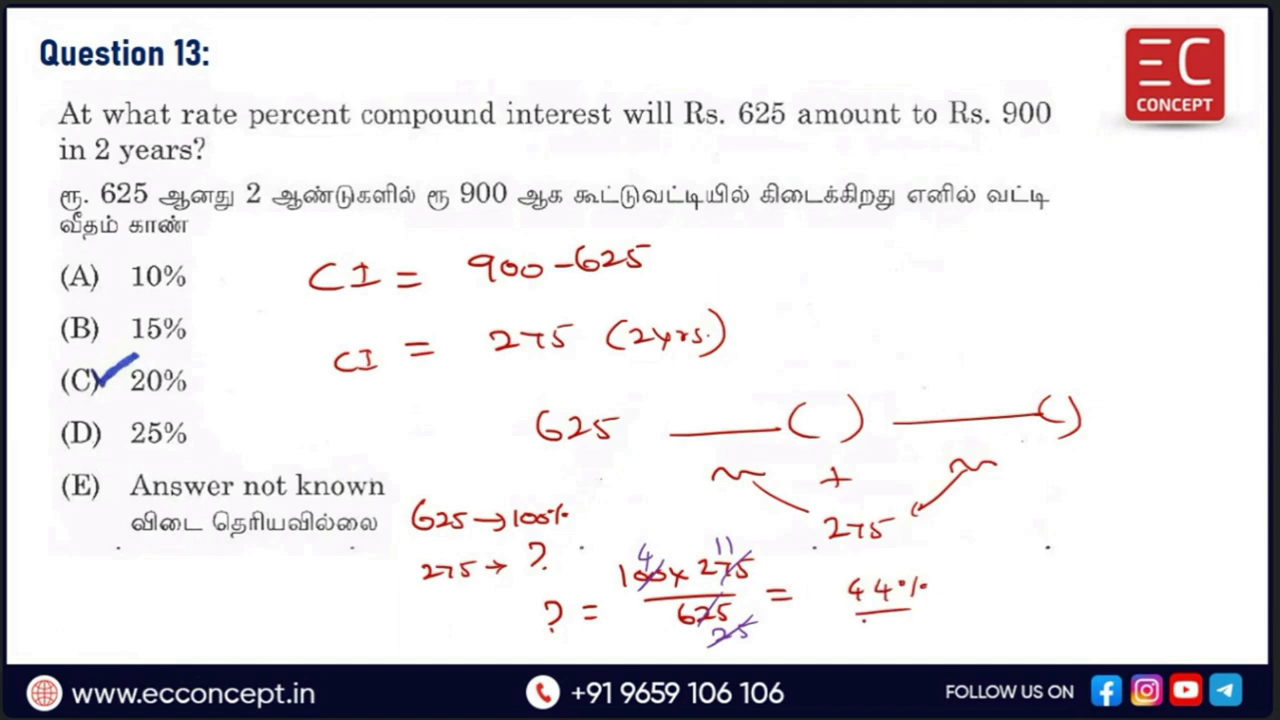 Question 13:
EC
CONCEPT
At what rate percent compound interest will Rs. 625 amount to Rs. 900
in 2 years?
ரூ. 625 ஆனது 2 ஆண்டுகளில் ரூ 900 ஆக கூட்டுவட்டியில் கிடைக்கிறது எனில் வட்டி
வீதம் காண்
(A) 10%
(B) 15%
(C) 20%
(D) 25%
(E) Answer not known
விடை தெரியவில்லை
CI = 900-625
CI = 275 (2yrs.)
625 ( ) ( )
+
275
625 → 100%
275 → ?
4 11
? = 100 x 275 / 625 = 44%
25
www.ecconcept.in
+91 9659 106 106
FOLLOW US ON